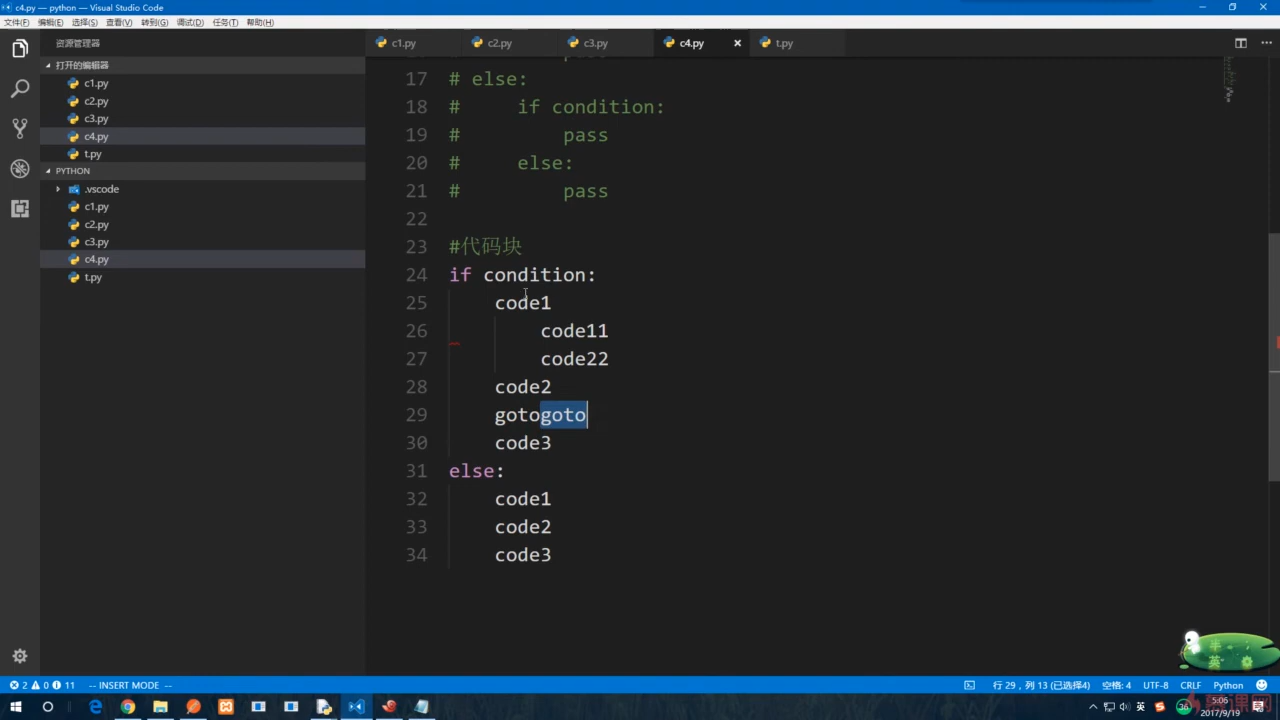 c4.py — python — Visual Studio Code
文件(F) 编辑(E) 选择(S) 查看(V) 转到(G) 调试(D) 任务(T) 帮助(H)
资源管理器
打开的编辑器
c1.py
c2.py
c3.py
c4.py
t.py
PYTHON
.vscode
c1.py
c2.py
c3.py
c4.py
t.py
c1.py c2.py c3.py c4.py t.py
17 # else:
18 #     if condition:
19 #         pass
20 #     else:
21 #         pass
22
23 #代码块
24 if condition:
25     code1
26         code11
27         code22
28     code2
29     gotogoto
30     code3
31 else:
32     code1
33     code2
34     code3
半
英
2 0 11 -- INSERT MODE --
行 29，列 13 (已选择4) 空格: 4 UTF-8 CRLF Python
英
5:06
2017/9/19